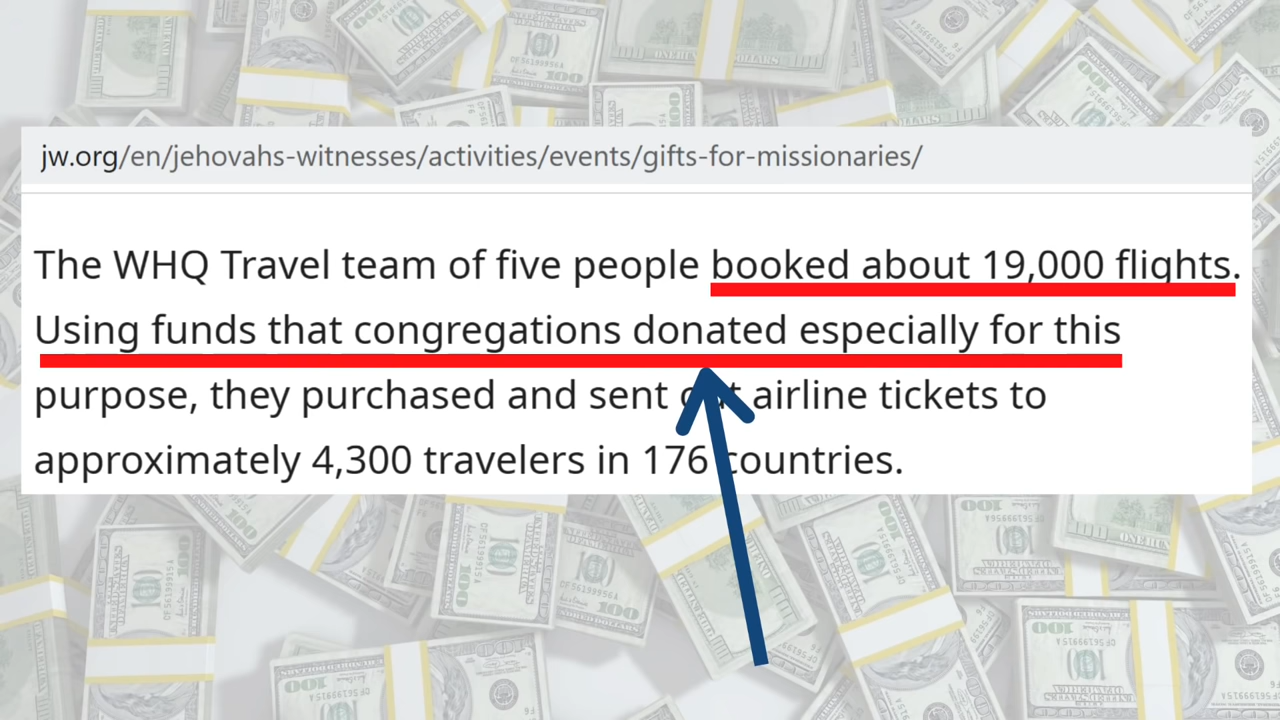 jw.org/en/jehovahs-witnesses/activities/events/gifts-for-missionaries/
The WHQ Travel team of five people booked about 19,000 flights.
Using funds that congregations donated especially for this
purpose, they purchased and sent out airline tickets to
approximately 4,300 travelers in 176 countries.